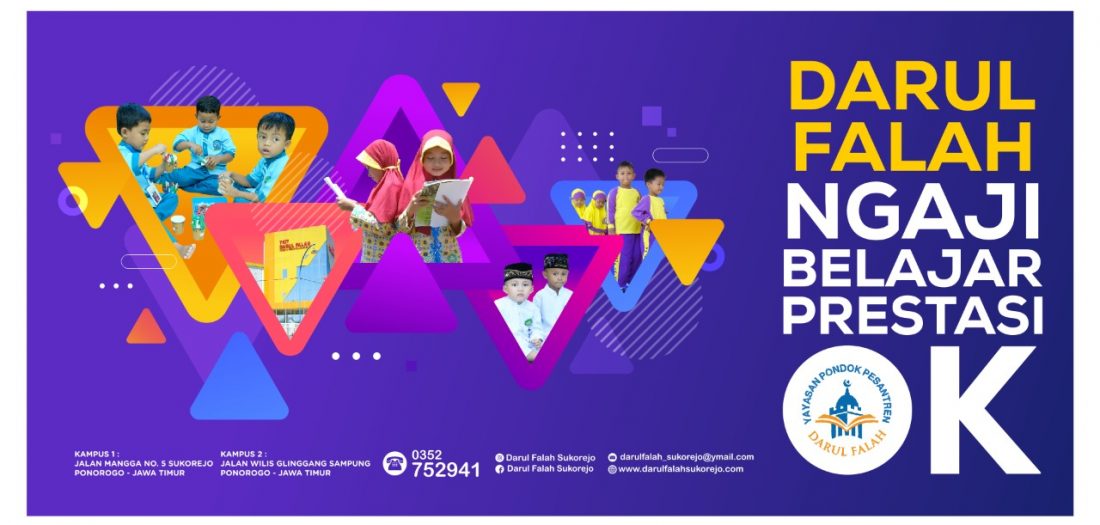 DARUL
FALAH
NGAJI
BELAJAR
PRESTASI
OK
YAYASAN PONDOK PESANTREN
DARUL FALAH
KAMPUS 1 :
JALAN MANGGA NO. 5 SUKOREJO
PONOROGO - JAWA TIMUR
KAMPUS 2 :
JALAN WILIS GLINGGANG SAMPUNG
PONOROGO - JAWA TIMUR
0352
752941
Darul Falah Sukorejo
Darul Falah Sukorejo
darulfalah_sukorejo@ymail.com
www.darulfalahsukorejo.com